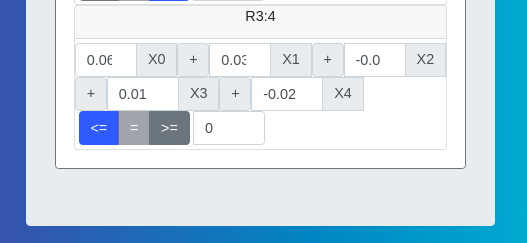 R3:4
0.06 X0 + 0.03 X1 + -0.0 X2
+ 0.01 X3 + -0.02 X4
<= = >= 0